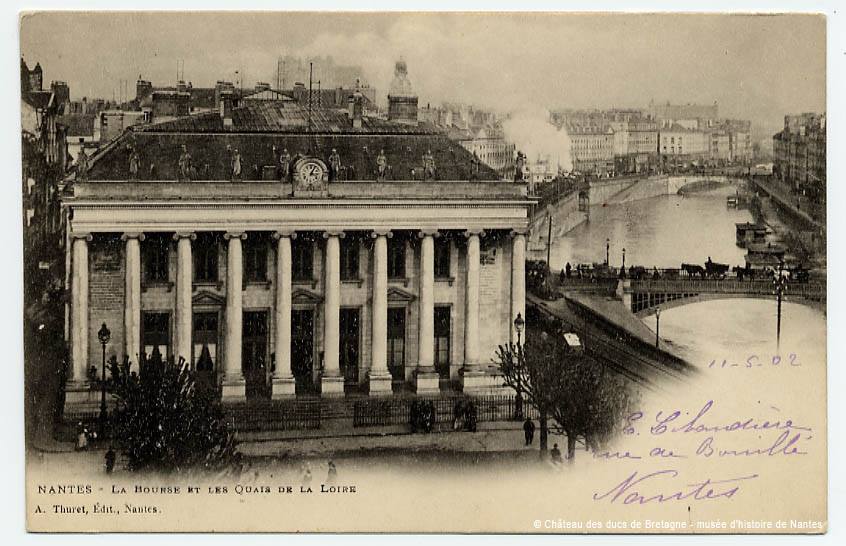 11-5-02
rue de Bouillé
Nantes
NANTES - LA BOURSE ET LES QUAIS DE LA LOIRE
A. Thuret, Édit., Nantes.
© Château des ducs de Bretagne - musée d'histoire de Nantes